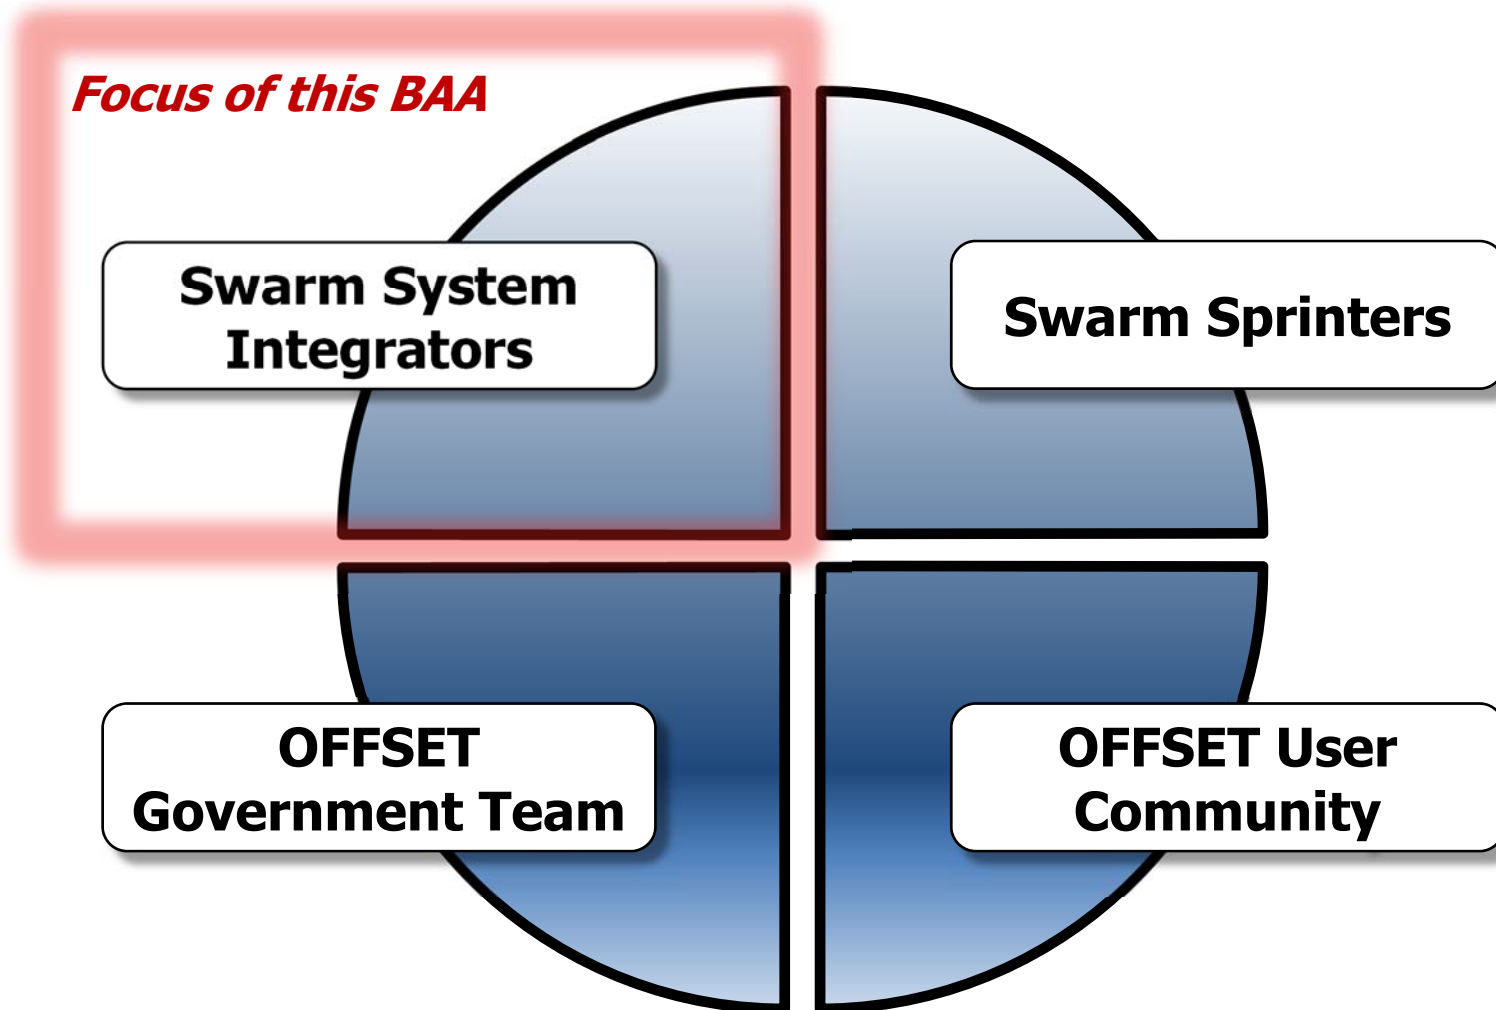 Focus of this BAA
Swarm System
Integrators
Swarm Sprinters
OFFSET
Government Team
OFFSET User
Community